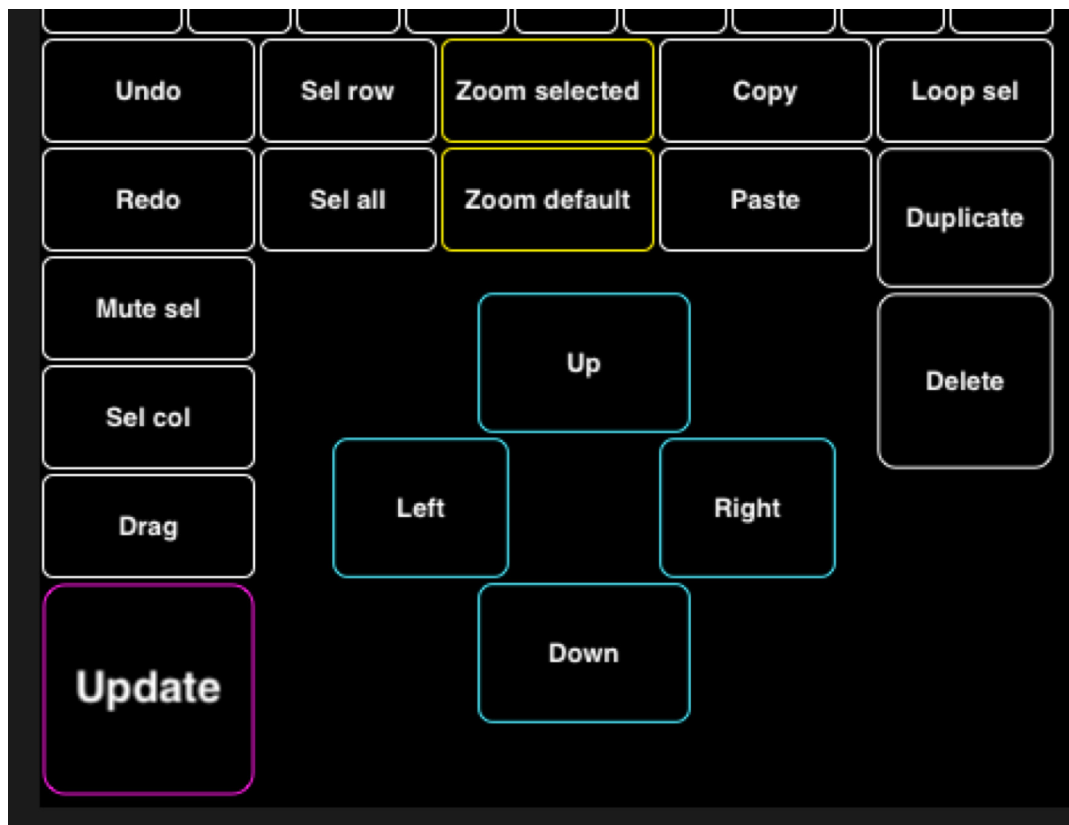 Undo
Sel row
Zoom selected
Copy
Loop sel
Redo
Sel all
Zoom default
Paste
Duplicate
Mute sel
Up
Delete
Sel col
Left
Right
Drag
Down
Update